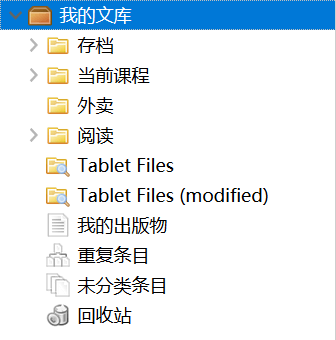 我的文库
存档
当前课程
外卖
阅读
Tablet Files
Tablet Files (modified)
我的出版物
重复条目
未分类条目
回收站